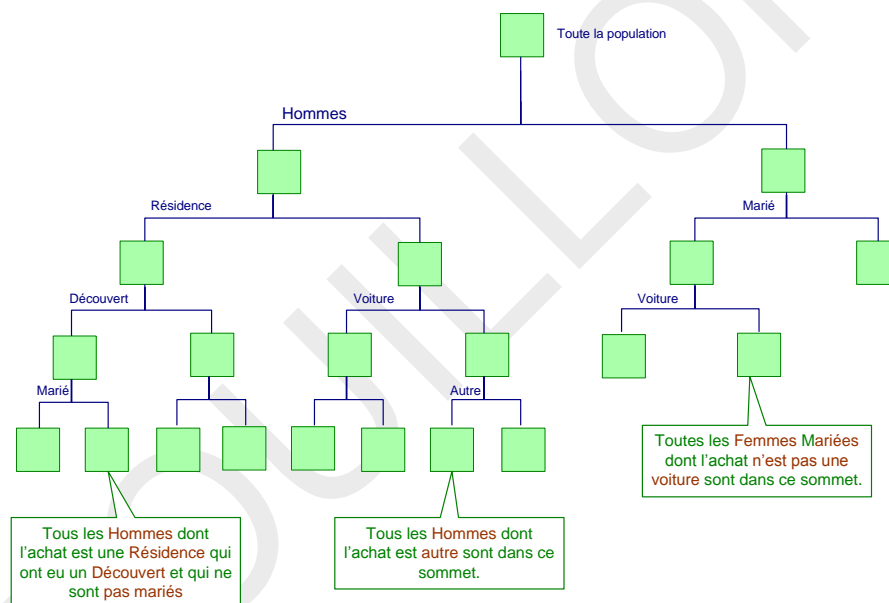 Toute la population
Hommes
Résidence
Marié
Découvert
Voiture
Voiture
Marié
Autre
Toutes les Femmes Mariées
dont l'achat n'est pas une
voiture sont dans ce sommet.
Tous les Hommes dont
l'achat est une Résidence qui
ont eu un Découvert et qui ne
sont pas mariés
Tous les Hommes dont
l'achat est autre sont dans ce
sommet.